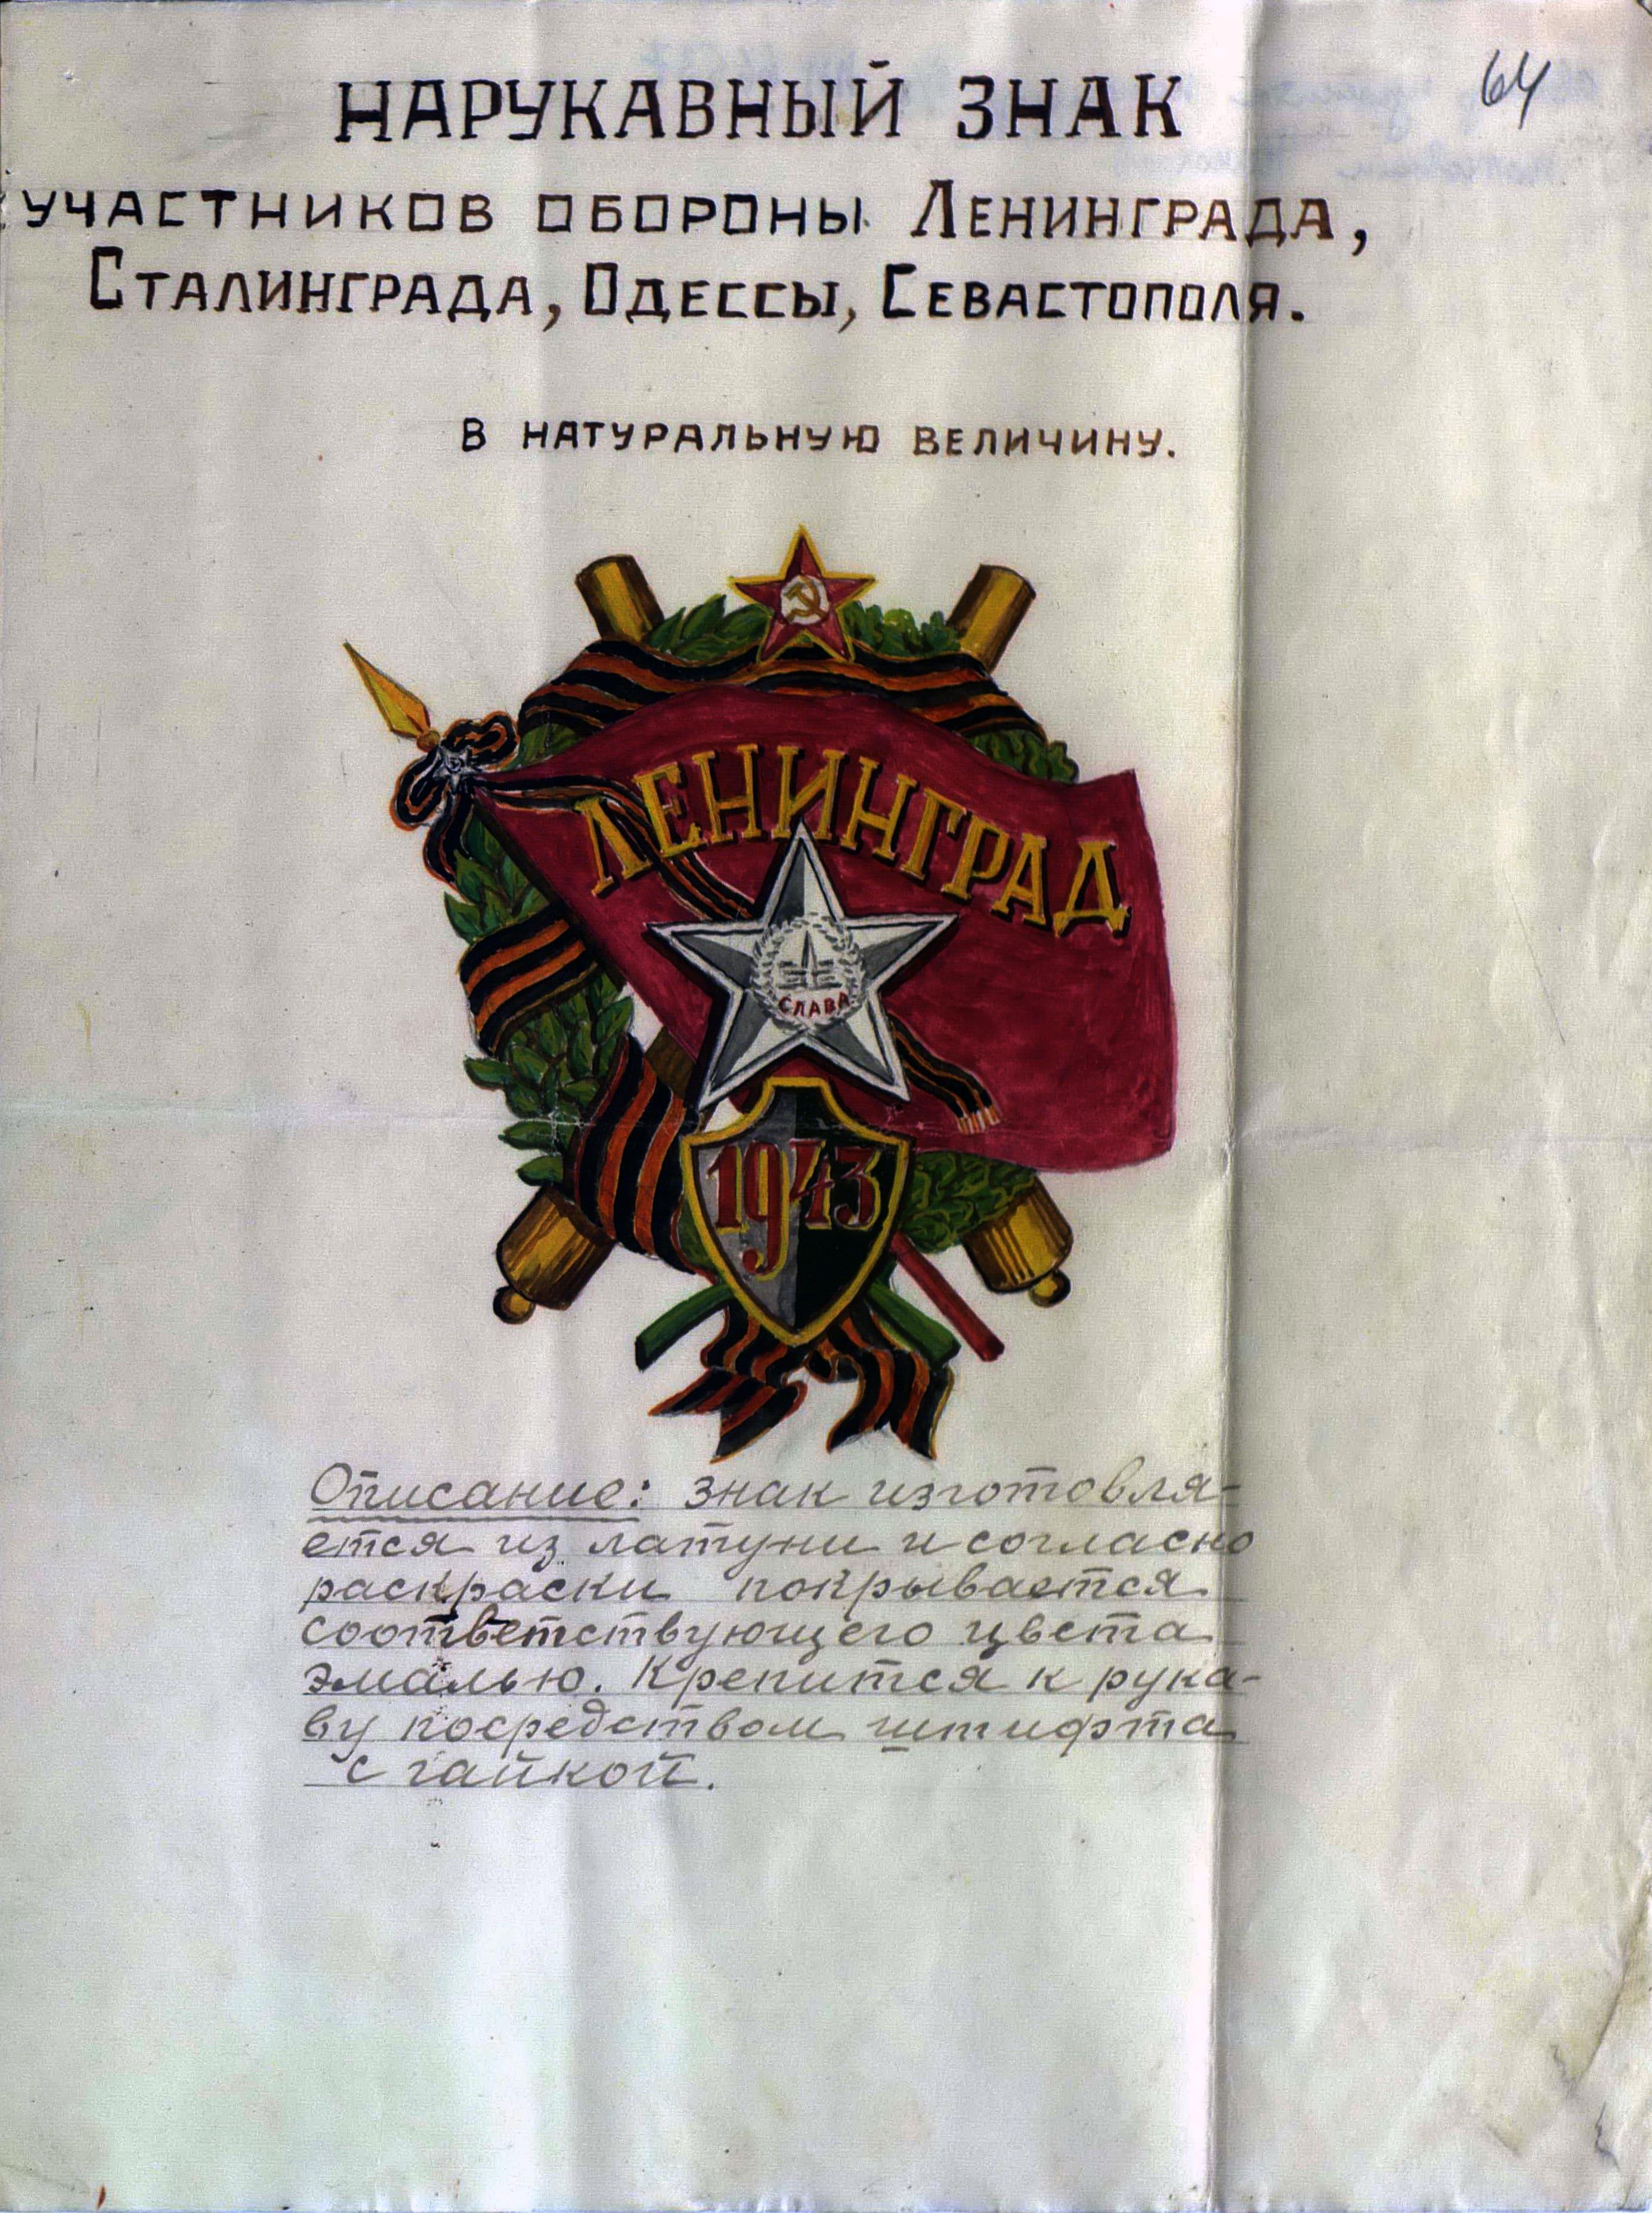 64
НАРУКАВНЫЙ ЗНАК
УЧАСТНИКОВ ОБОРОНЫ ЛЕНИНГРАДА,
СТАЛИНГРАДА, ОДЕССЫ, СЕВАСТОПОЛЯ.
В НАТУРАЛЬНУЮ ВЕЛИЧИНУ.
ЛЕНИНГРАД
СЛАВА
1943
Описание: знак изготовля-
ется из латуни и согласно
раскраски покрывается
соответствующего цвета
эмалью. Крепится к рука-
ву посредством штифта
с гайкой.